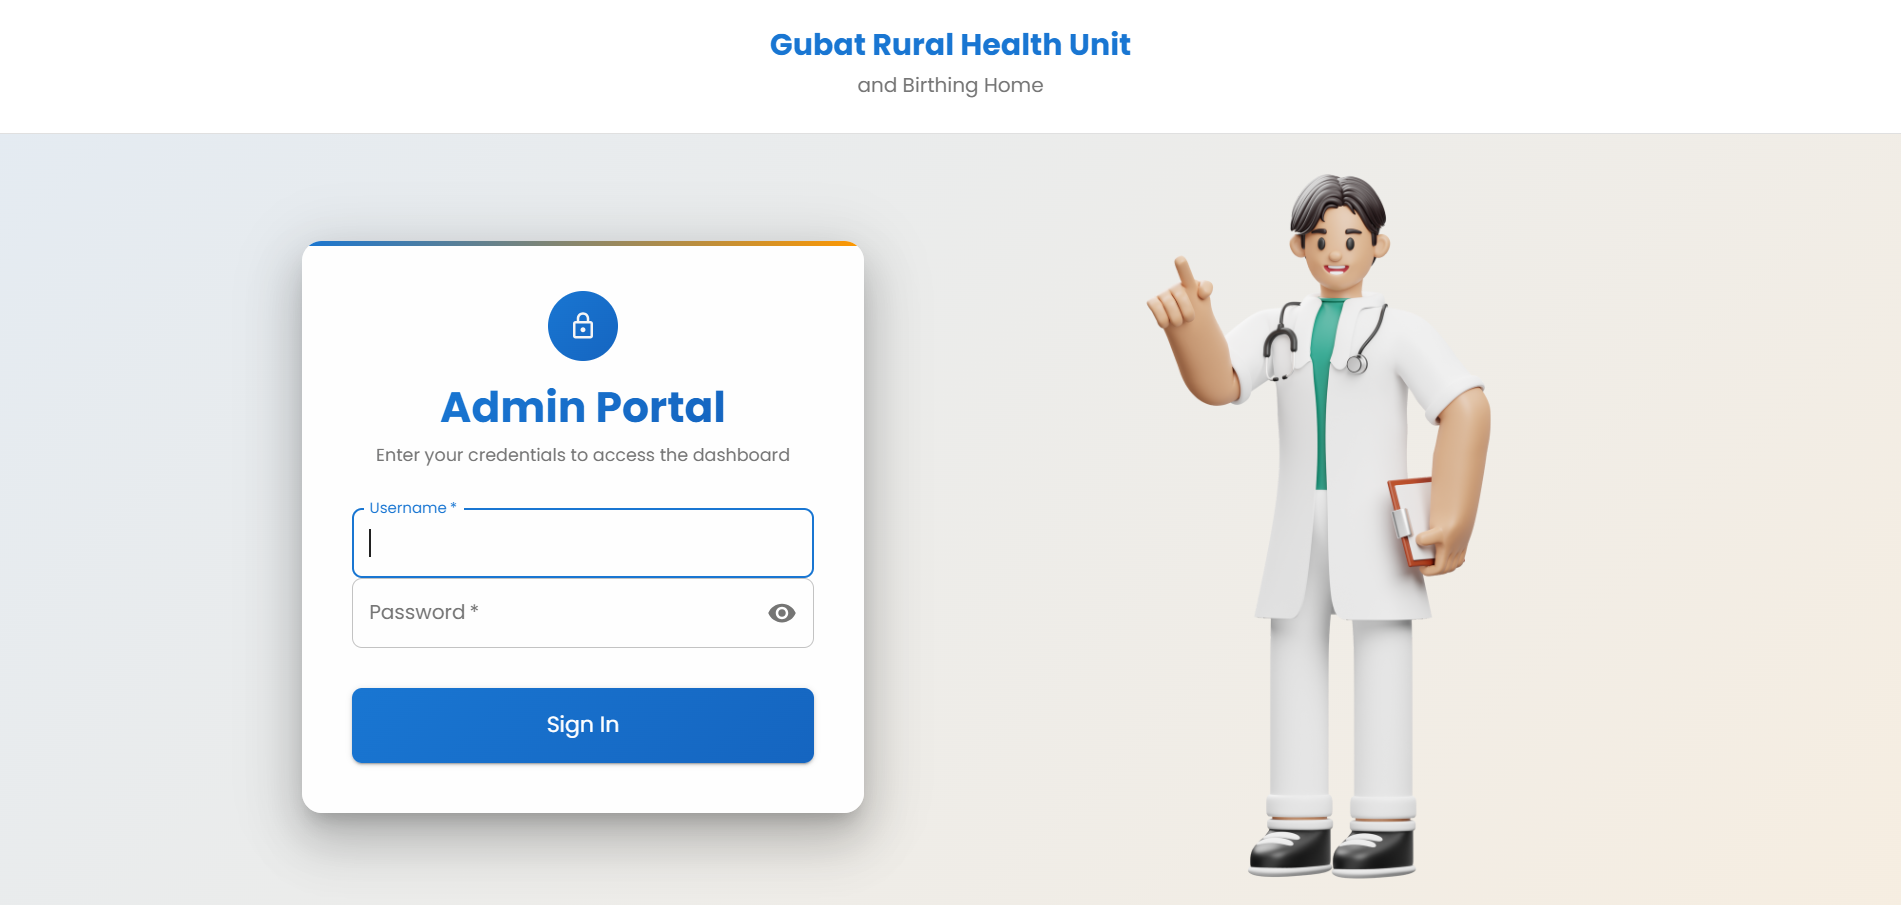 Gubat Rural Health Unit
and Birthing Home
Admin Portal
Enter your credentials to access the dashboard
Username *
Password *
Sign In